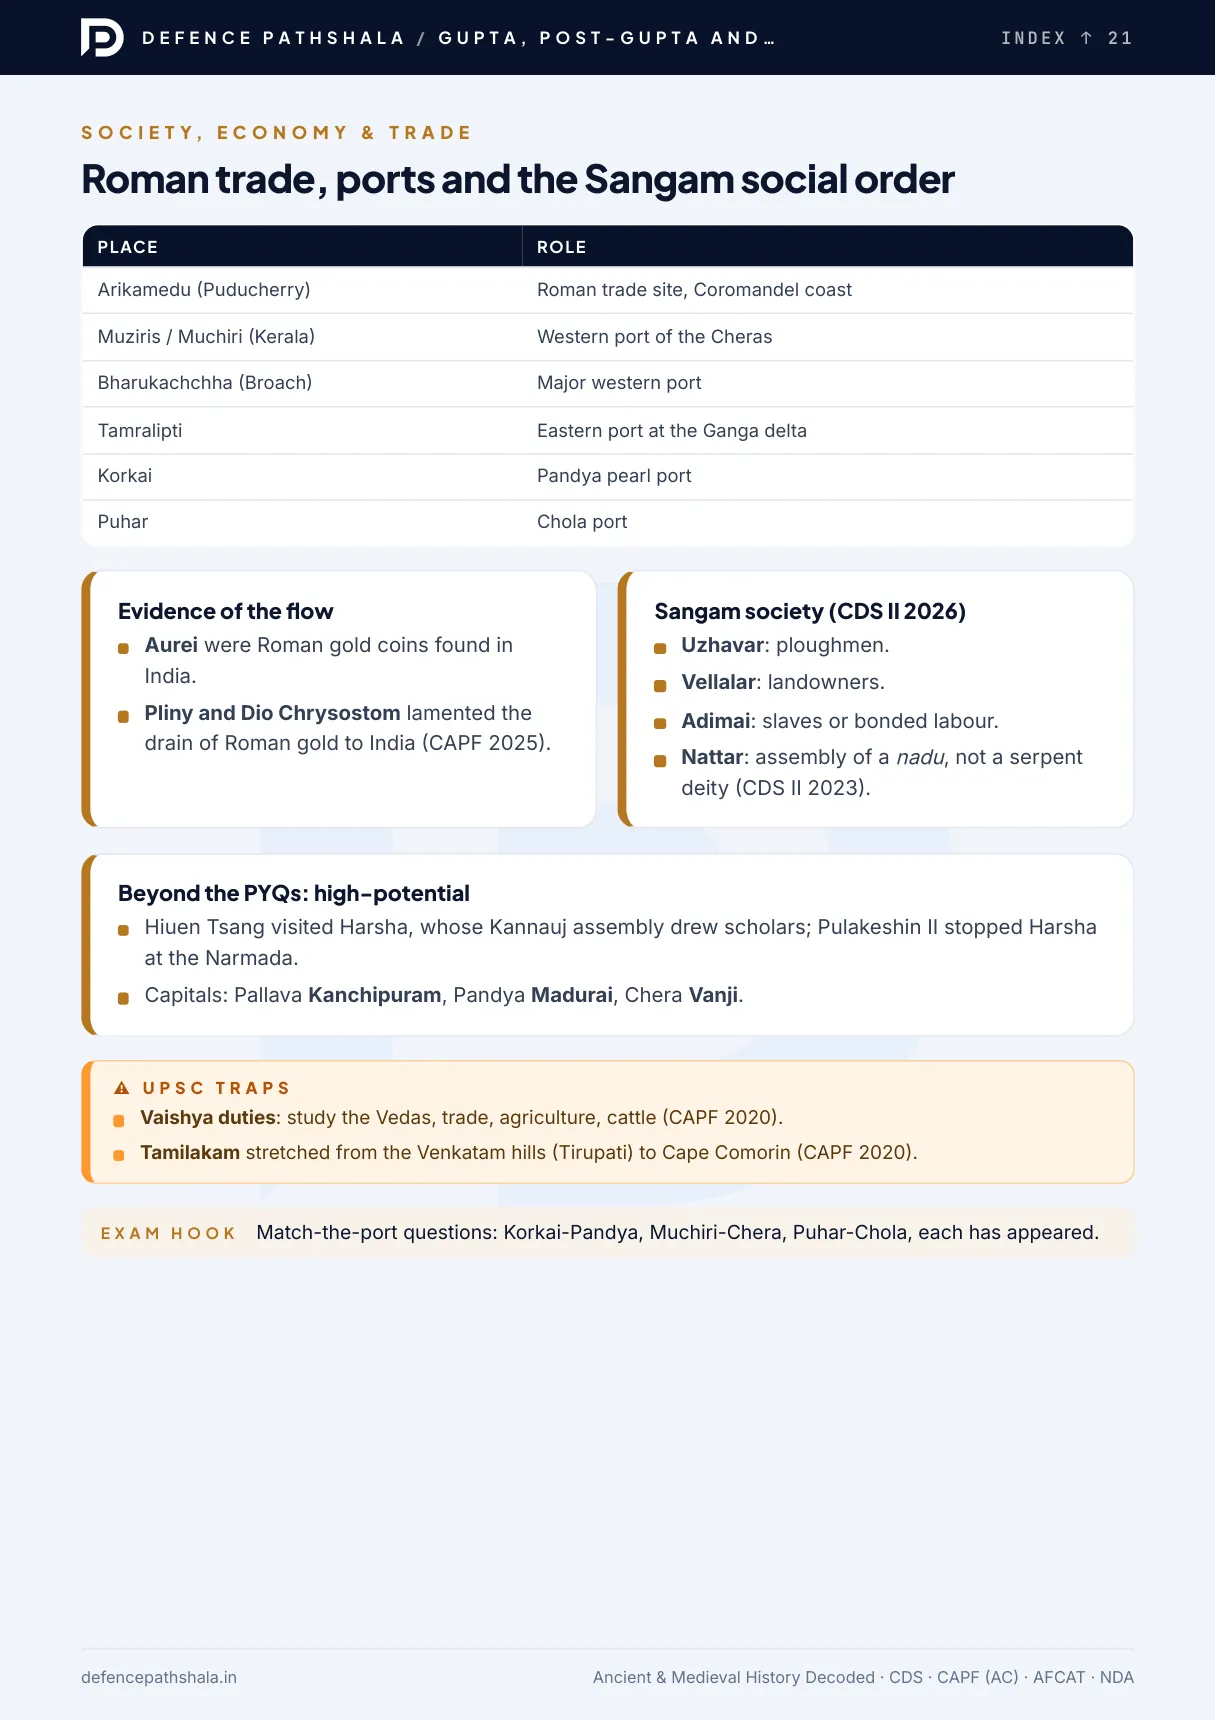 DEFENCE PATHSHALA / GUPTA, POST-GUPTA AND…
INDEX ↑ 21
SOCIETY, ECONOMY & TRADE
Roman trade, ports and the Sangam social order
PLACE ROLE
Arikamedu (Puducherry) Roman trade site, Coromandel coast
Muziris / Muchiri (Kerala) Western port of the Cheras
Bharukachchha (Broach) Major western port
Tamralipti Eastern port at the Ganga delta
Korkai Pandya pearl port
Puhar Chola port
Evidence of the flow
Aurei were Roman gold coins found in
India.
Pliny and Dio Chrysostom lamented the
drain of Roman gold to India (CAPF 2025).
Sangam society (CDS II 2026)
Uzhavar: ploughmen.
Vellalar: landowners.
Adimai: slaves or bonded labour.
Nattar: assembly of a nadu, not a serpent
deity (CDS II 2023).
Beyond the PYQs: high-potential
Hiuen Tsang visited Harsha, whose Kannauj assembly drew scholars; Pulakeshin II stopped Harsha
at the Narmada.
Capitals: Pallava Kanchipuram, Pandya Madurai, Chera Vanji.
UPSC TRAPS
Vaishya duties: study the Vedas, trade, agriculture, cattle (CAPF 2020).
Tamilakam stretched from the Venkatam hills (Tirupati) to Cape Comorin (CAPF 2020).
EXAM HOOK Match-the-port questions: Korkai-Pandya, Muchiri-Chera, Puhar-Chola, each has appeared.
defencepathshala.in
Ancient & Medieval History Decoded · CDS · CAPF (AC) · AFCAT · NDA